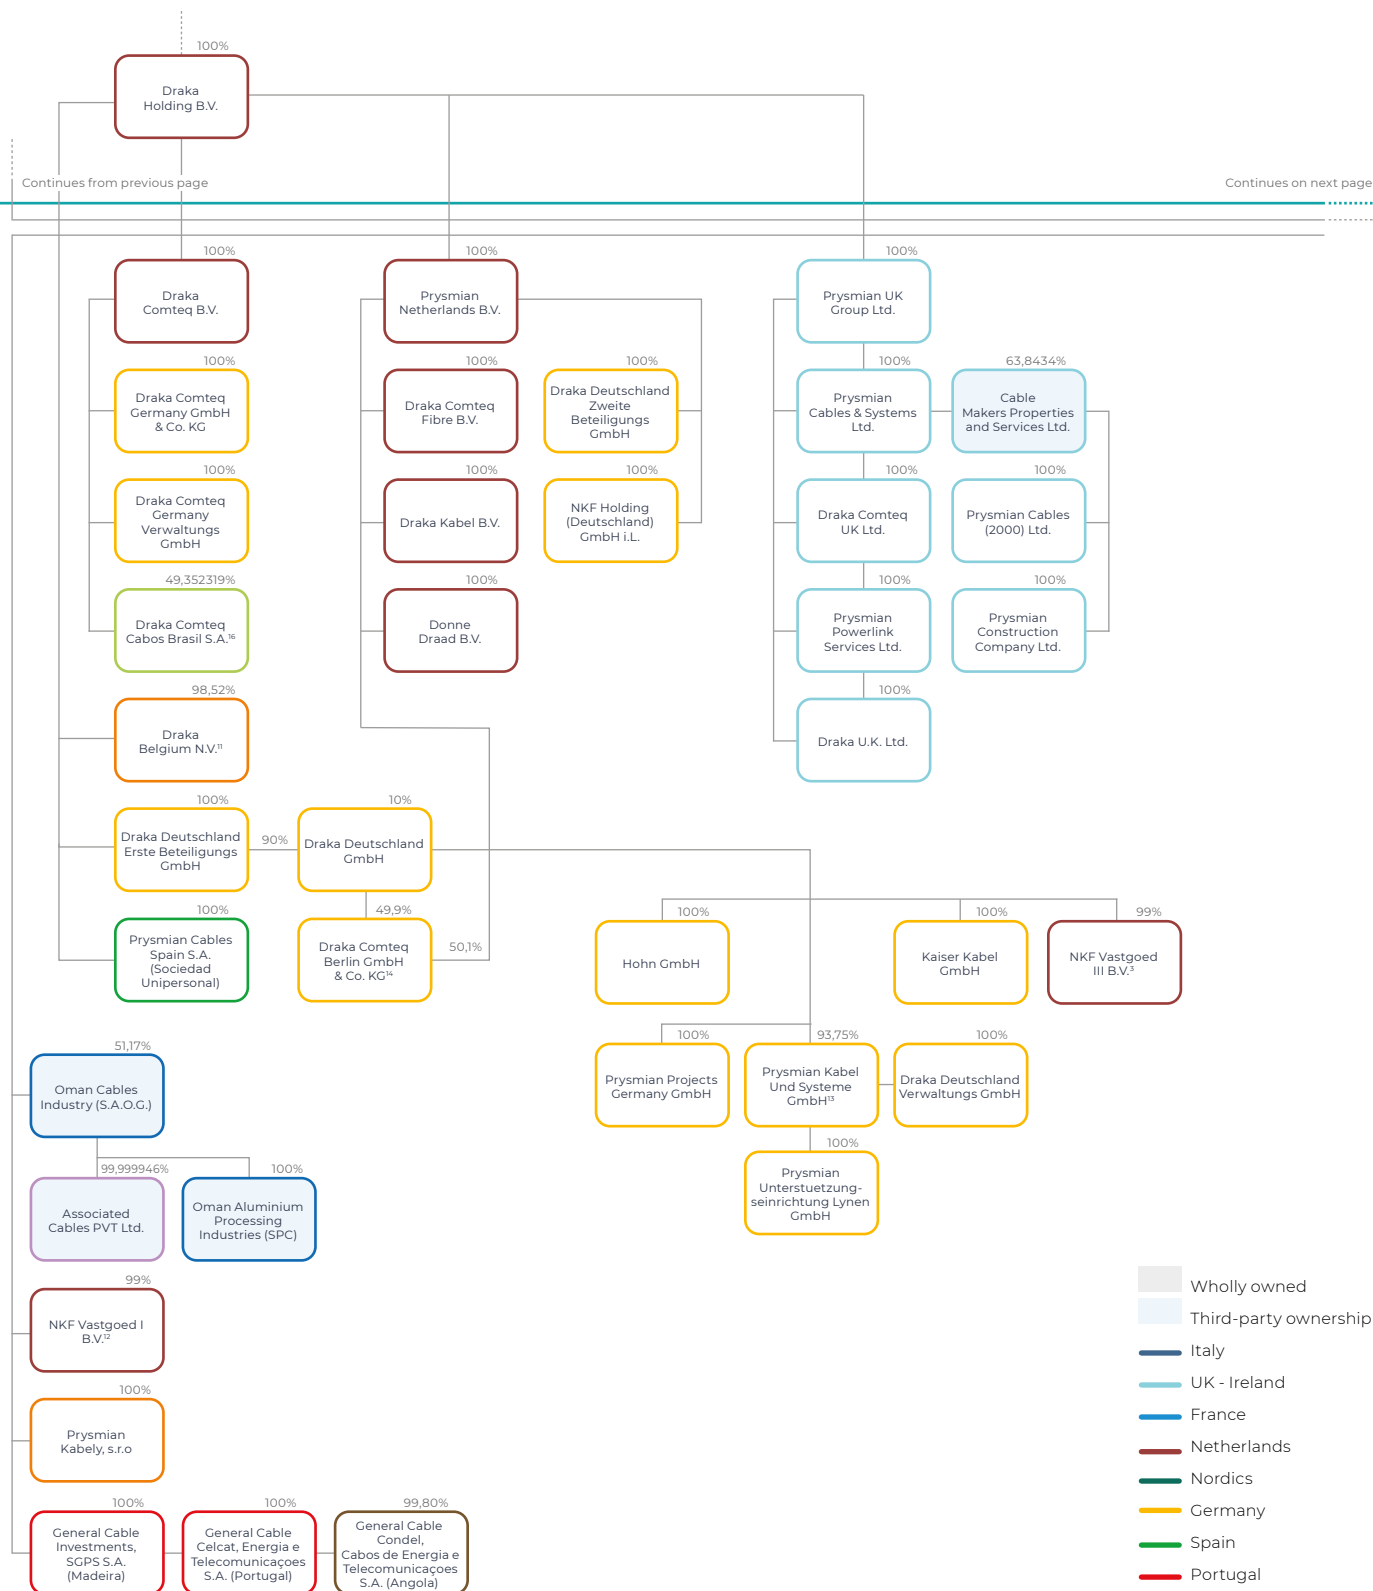 100%
Draka
Holding B.V.
Continues from previous page
Continues on next page
100%
Draka
Comteq B.V.
100%
Prysmian
Netherlands B.V.
100%
Prysmian UK
Group Ltd.
100%
Draka Comteq
Germany GmbH
& Co. KG
100%
Draka Comteq
Fibre B.V.
100%
Draka Deutschland
Zweite
Beteiligungs
GmbH
100%
Prysmian
Cables & Systems
Ltd.
63,8434%
Cable
Makers Properties
and Services Ltd.
100%
Draka Comteq
Germany
Verwaltungs
GmbH
100%
Draka Kabel B.V.
100%
NKF Holding
(Deutschland)
GmbH i.L.
100%
Draka Comteq
UK Ltd.
100%
Prysmian Cables
(2000) Ltd.
49,352319%
Draka Comteq
Cabos Brasil S.A.16
100%
Donne
Draad B.V.
100%
Prysmian
Powerlink
Services Ltd.
100%
Prysmian
Construction
Company Ltd.
98,52%
Draka
Belgium N.V.11
100%
Draka U.K. Ltd.
100%
Draka Deutschland
Erste Beteiligungs
GmbH
90%
10%
Draka Deutschland
GmbH
100%
Prysmian Cables
Spain S.A.
(Sociedad
Unipersonal)
49,9%
Draka Comteq
Berlin GmbH
& Co. KG14
50,1%
100%
Hohn GmbH
100%
Kaiser Kabel
GmbH
99%
NKF Vastgoed
III B.V.3
100%
Prysmian Projects
Germany GmbH
93,75%
Prysmian Kabel
Und Systeme
GmbH13
100%
Draka Deutschland
Verwaltungs GmbH
100%
Prysmian
Unterstuetzung-
seinrichtung Lynen
GmbH
51,17%
Oman Cables
Industry (S.A.O.G.)
99,999946%
Associated
Cables PVT Ltd.
100%
Oman Aluminium
Processing
Industries (SPC)
99%
NKF Vastgoed I
B.V.12
100%
Prysmian
Kabely, s.r.o
100%
General Cable
Investments,
SGPS S.A.
(Madeira)
100%
General Cable
Celcat, Energia e
Telecomunicaçoes
S.A. (Portugal)
99,80%
General Cable
Condel,
Cabos de Energia e
Telecomunicaçoes
S.A. (Angola)
Wholly owned
Third-party ownership
Italy
UK - Ireland
France
Netherlands
Nordics
Germany
Spain
Portugal